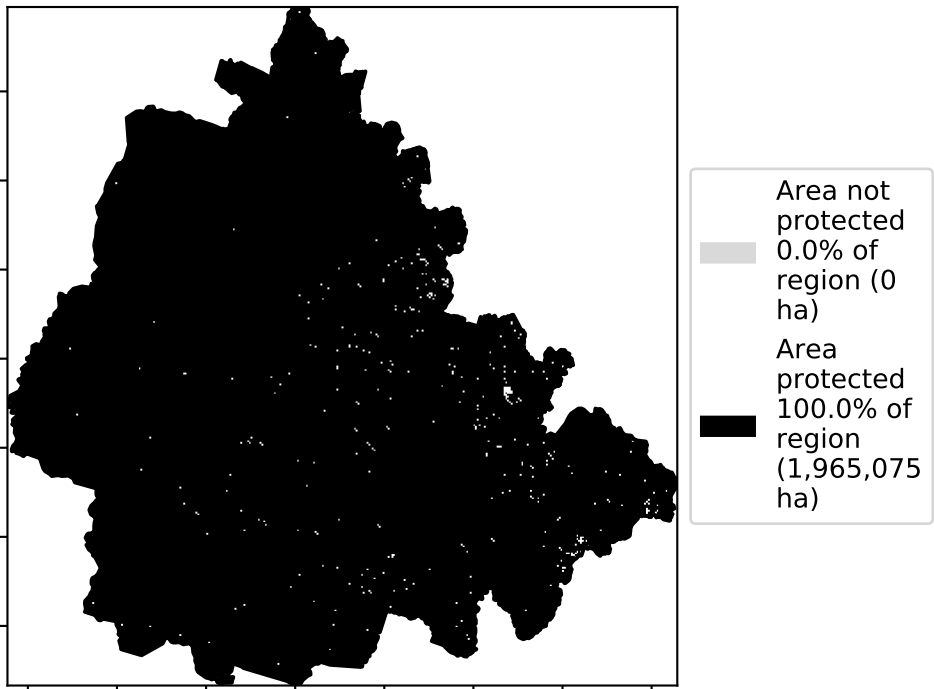 Area not
protected
0.0% of
region (0
ha)
Area
protected
100.0% of
region
(1,965,075
ha)